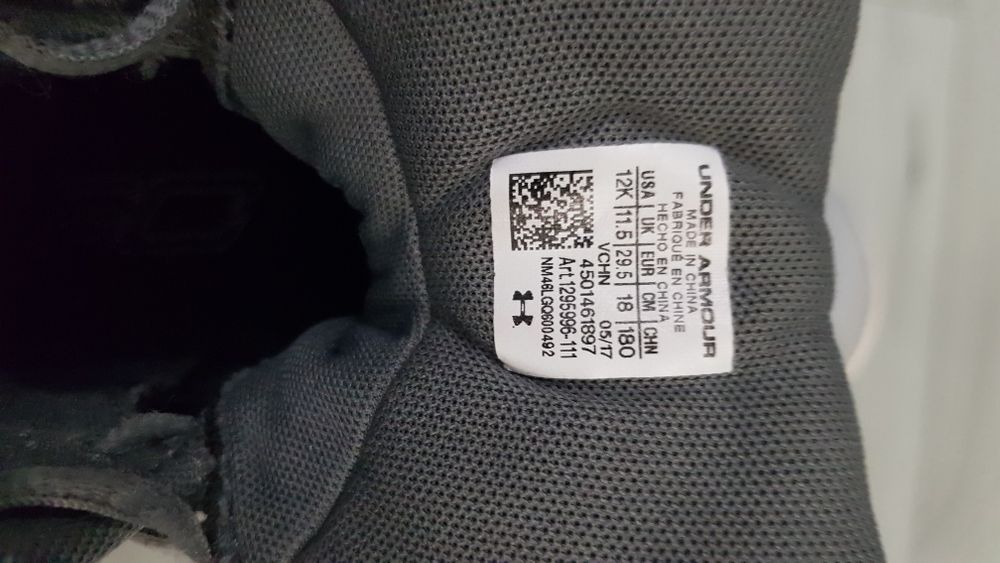 UNDER ARMOUR
MADE IN CHINA
FABRIQUÉ EN CHINE
HECHO EN CHINA
USA | UK | EUR | CM | CHN
12K | 11.5 | 29.5 | 18 | 180
VCHN 05/17
4501461897
Art.1295996-111
NM46LGQ600492